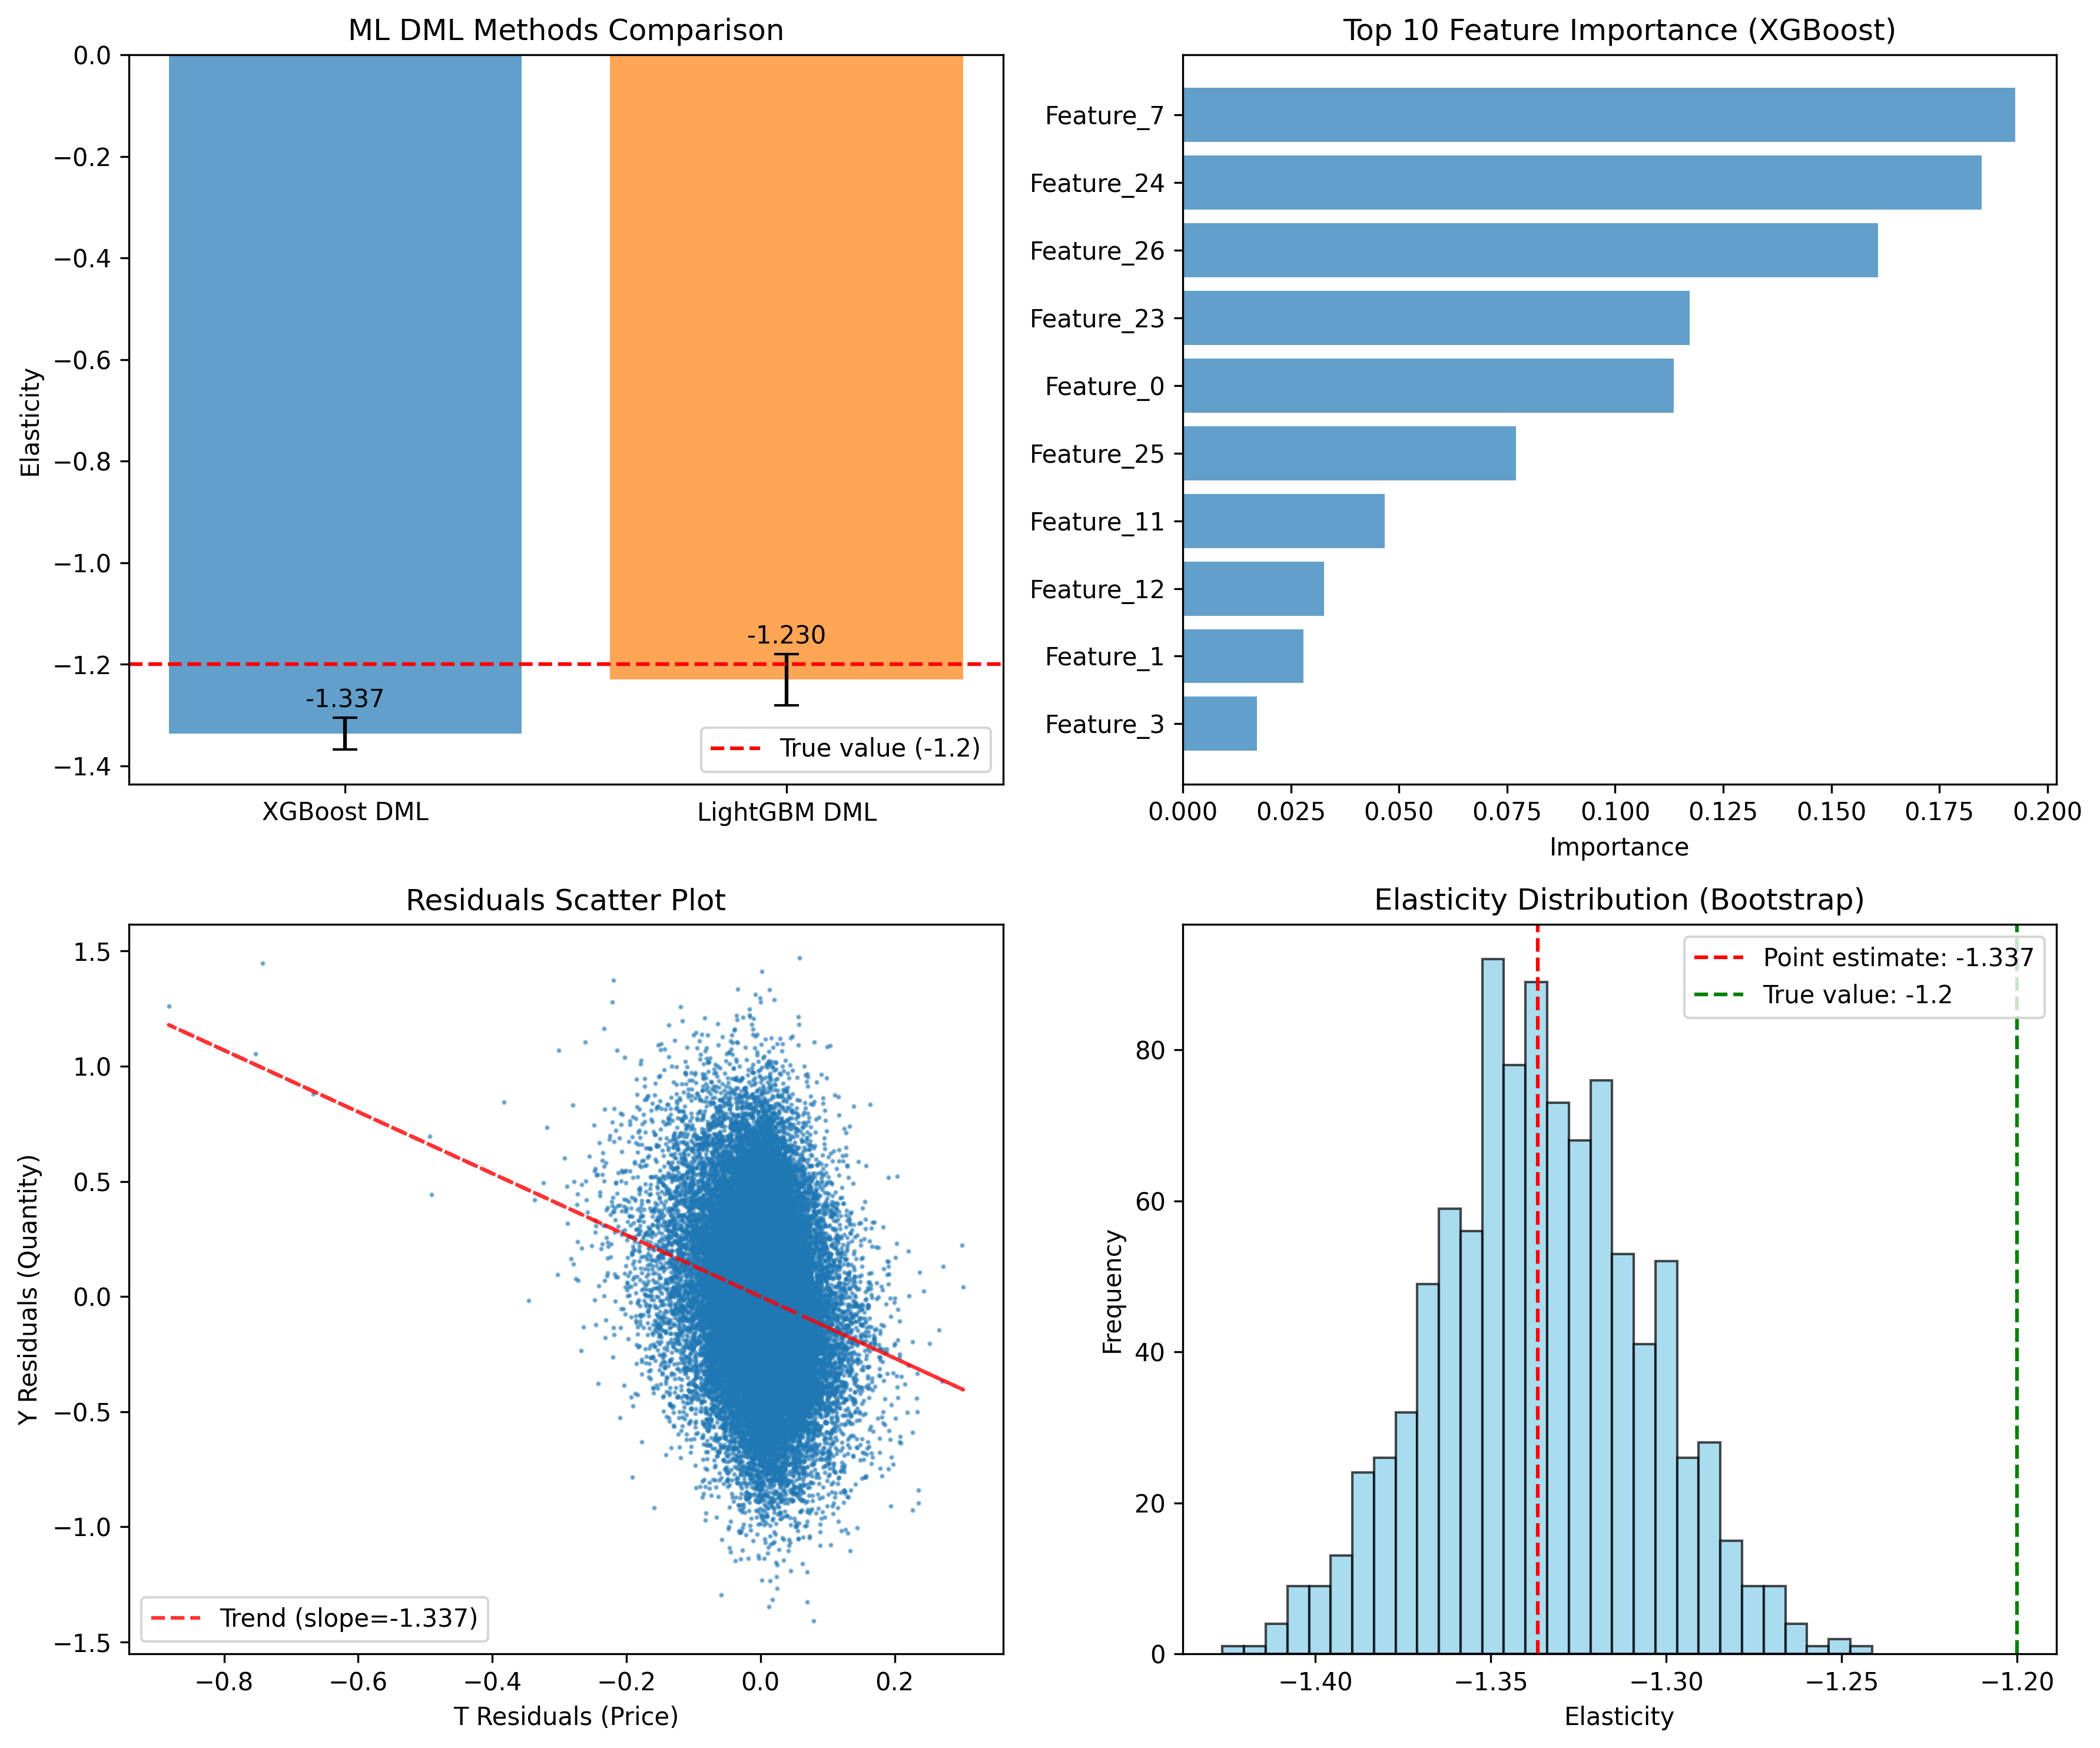 ML DML Methods Comparison
0.0
−0.2
−0.4
−0.6
−0.8
−1.0
−1.2
−1.4
Elasticity
-1.337
-1.230
True value (-1.2)
XGBoost DML
LightGBM DML
Top 10 Feature Importance (XGBoost)
Feature_7
Feature_24
Feature_26
Feature_23
Feature_0
Feature_25
Feature_11
Feature_12
Feature_1
Feature_3
0.000 0.025 0.050 0.075 0.100 0.125 0.150 0.175 0.200
Importance
Residuals Scatter Plot
1.5
1.0
0.5
0.0
−0.5
−1.0
−1.5
Y Residuals (Quantity)
Trend (slope=-1.337)
−0.8 −0.6 −0.4 −0.2 0.0 0.2
T Residuals (Price)
Elasticity Distribution (Bootstrap)
Point estimate: -1.337
True value: -1.2
80
60
40
20
0
Frequency
−1.40 −1.35 −1.30 −1.25 −1.20
Elasticity